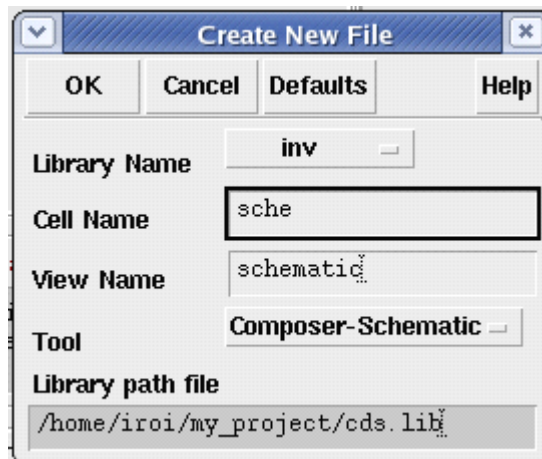 Create New File
OK Cancel Defaults Help
Library Name inv
Cell Name sche
View Name schematic
Tool Composer-Schematic
Library path file
/home/iroi/my_project/cds.lib